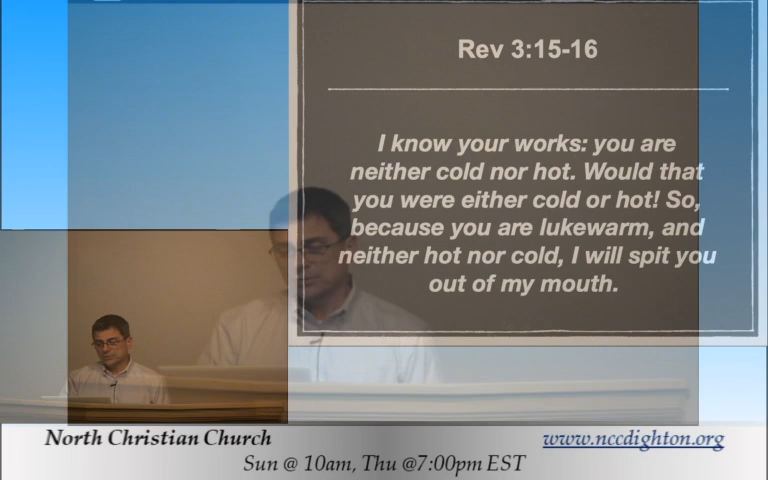 Rev 3:15-16
I know your works: you are
neither cold nor hot. Would that
you were either cold or hot! So,
because you are lukewarm, and
neither hot nor cold, I will spit you
out of my mouth.
North Christian Church
www.nccdighton.org
Sun @ 10am, Thu @7:00pm EST